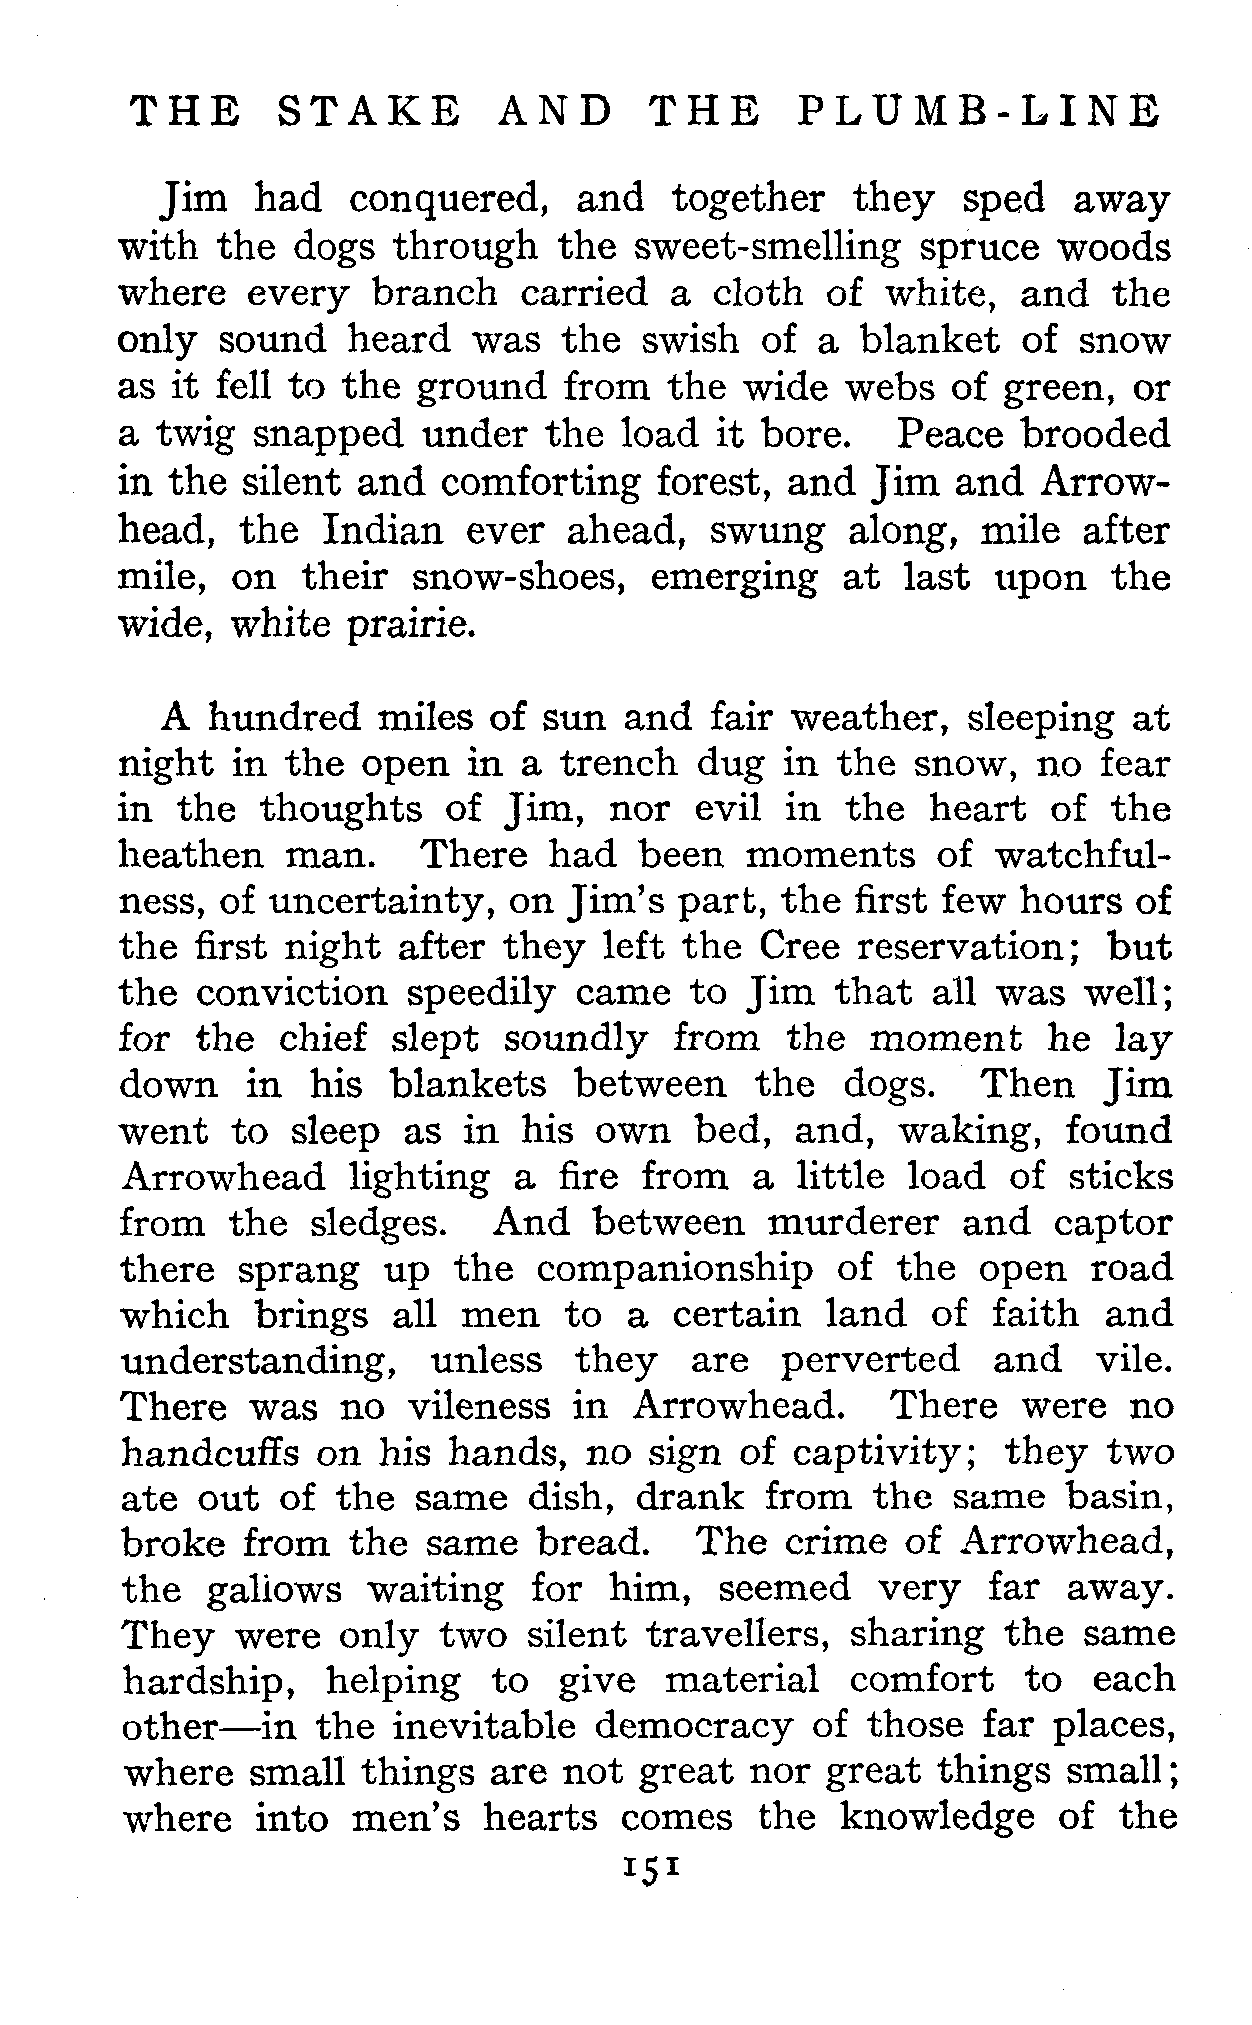 THE STAKE AND THE PLUMB-LINE
Jim had conquered, and together they sped away
with the dogs through the sweet-smelling spruce woods
where every branch carried a cloth of white, and the
only sound heard was the swish of a blanket of snow
as it fell to the ground from the wide webs of green, or
a twig snapped under the load it bore. Peace brooded
in the silent and comforting forest, and Jim and Arrow-
head, the Indian ever ahead, swung along, mile after
mile, on their snow-shoes, emerging at last upon the
wide, white prairie.
A hundred miles of sun and fair weather, sleeping at
night in the open in a trench dug in the snow, no fear
in the thoughts of Jim, nor evil in the heart of the
heathen man. There had been moments of watchful-
ness, of uncertainty, on Jim's part, the first few hours of
the first night after they left the Cree reservation; but
the conviction speedily came to Jim that all was well;
for the chief slept soundly from the moment he lay
down in his blankets between the dogs. Then Jim
went to sleep as in his own bed, and, waking, found
Arrowhead lighting a fire from a little load of sticks
from the sledges. And between murderer and captor
there sprang up the companionship of the open road
which brings all men to a certain land of faith and
understanding, unless they are perverted and vile.
There was no vileness in Arrowhead. There were no
handcuffs on his hands, no sign of captivity; they two
ate out of the same dish, drank from the same basin,
broke from the same bread. The crime of Arrowhead,
the gallows waiting for him, seemed very far away.
They were only two silent travellers, sharing the same
hardship, helping to give material comfort to each
other—in the inevitable democracy of those far places,
where small things are not great nor great things small;
where into men's hearts comes the knowledge of the
151